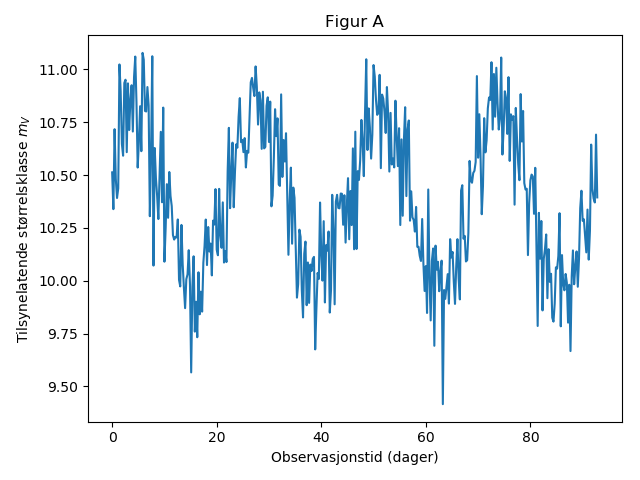 Figur A
Tilsynelatende størrelsesklasse $m_V$
11.00
10.75
10.50
10.25
10.00
9.75
9.50
0 20 40 60 80
Observasjonstid (dager)